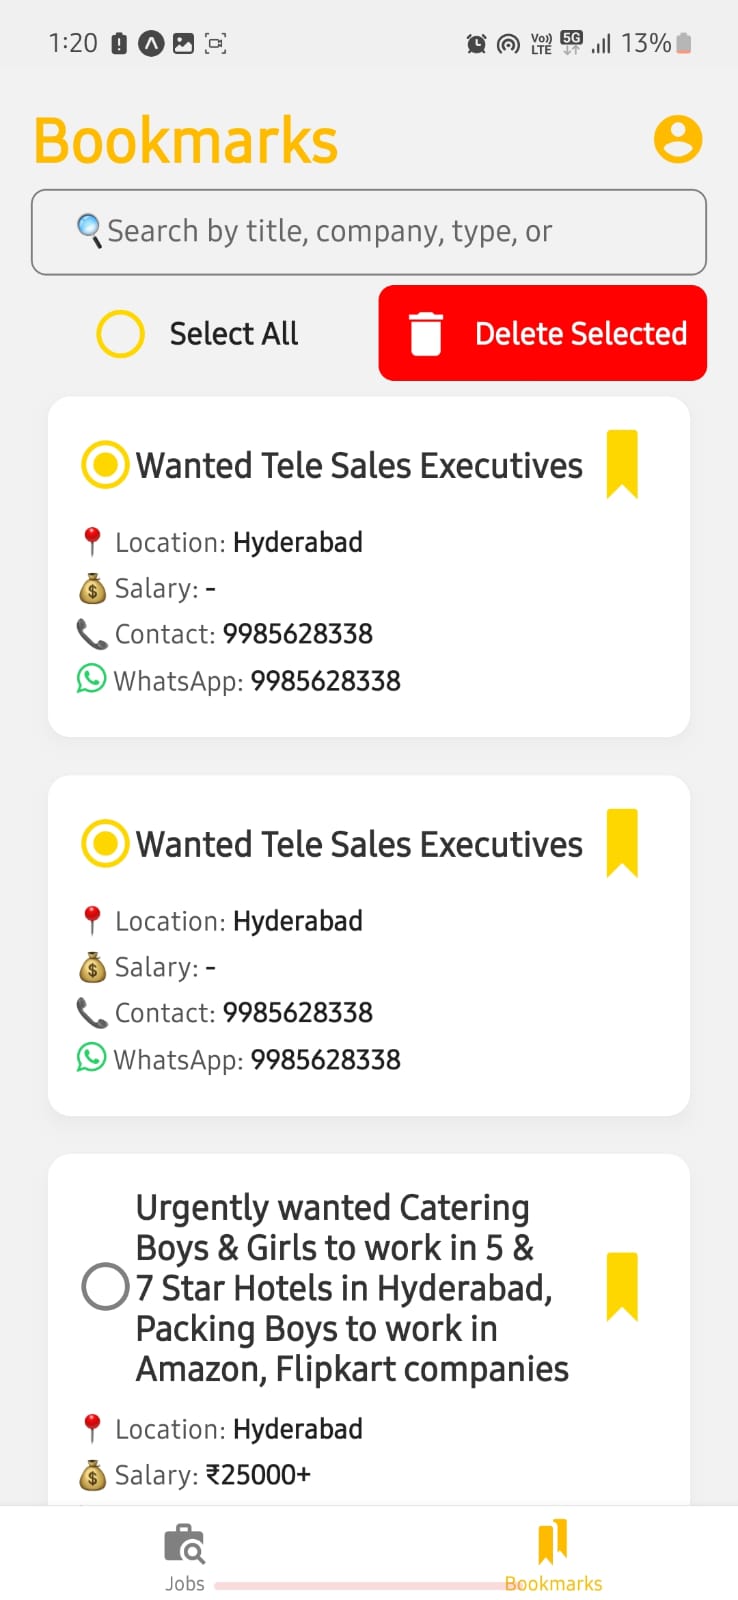 1:20 Vo)) LTE 5G 13%
Bookmarks
Search by title, company, type, or
Select All Delete Selected
Wanted Tele Sales Executives
Location: Hyderabad
Salary: -
Contact: 9985628338
WhatsApp: 9985628338
Wanted Tele Sales Executives
Location: Hyderabad
Salary: -
Contact: 9985628338
WhatsApp: 9985628338
Urgently wanted Catering
Boys & Girls to work in 5 &
7 Star Hotels in Hyderabad,
Packing Boys to work in
Amazon, Flipkart companies
Location: Hyderabad
Salary: ₹25000+
Jobs Bookmarks